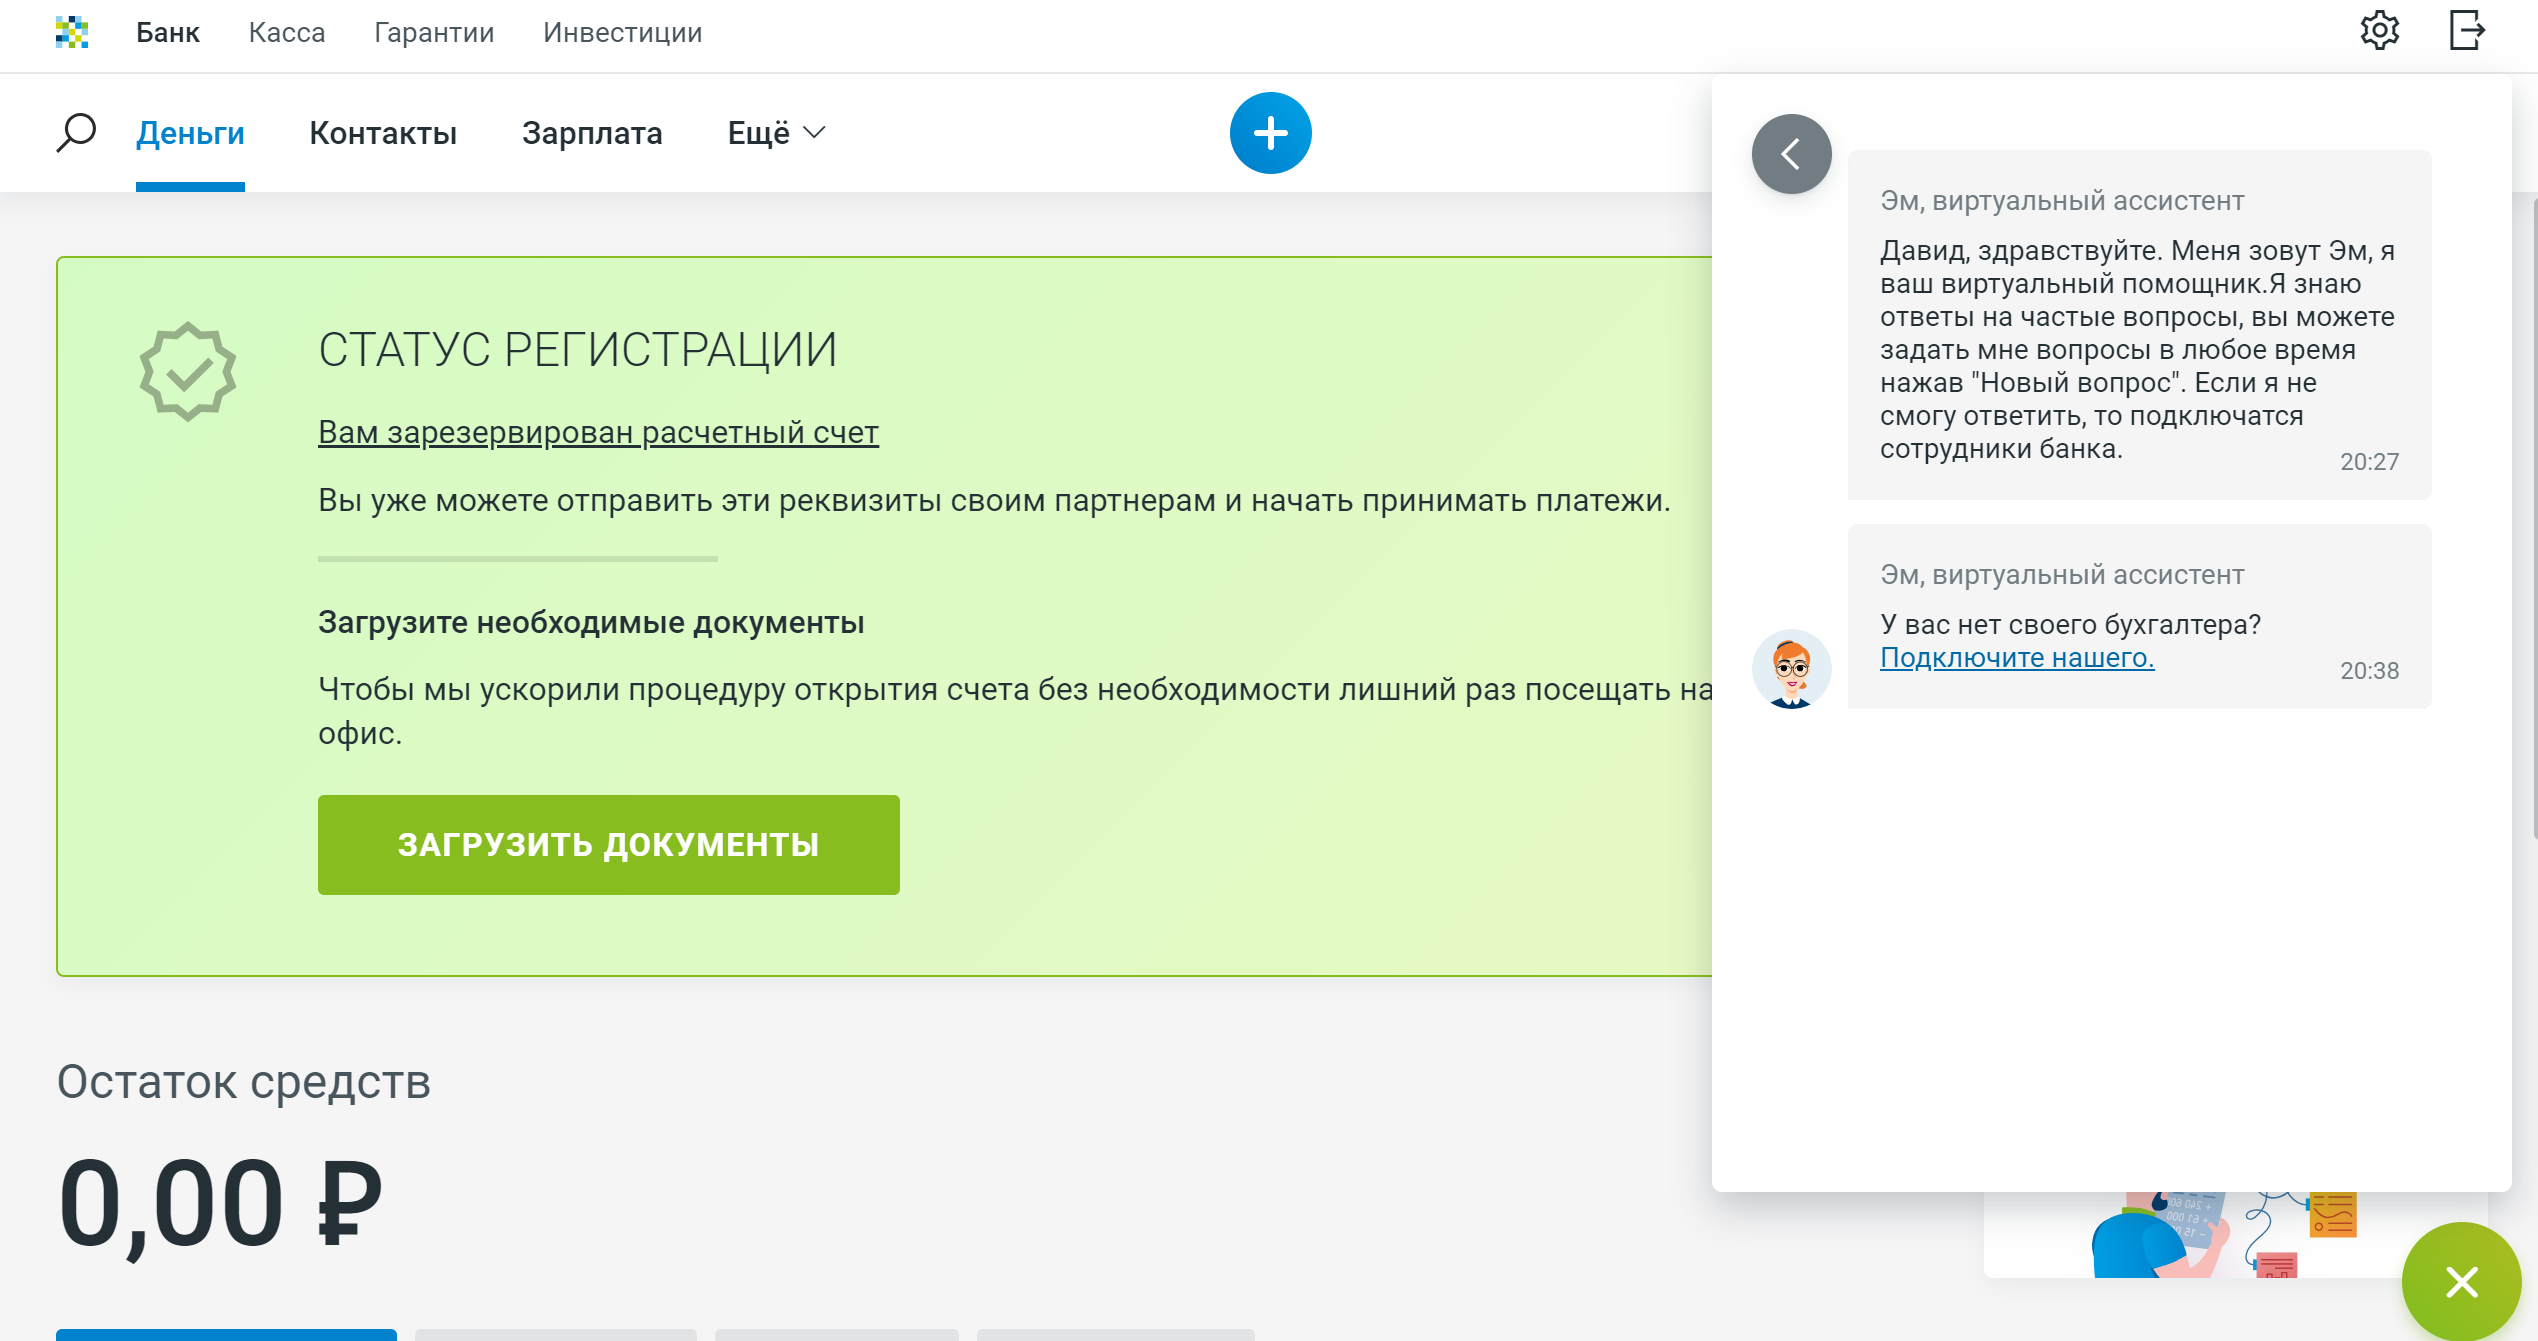 Банк Касса Гарантии Инвестиции
Деньги Контакты Зарплата Ещё
СТАТУС РЕГИСТРАЦИИ
Вам зарезервирован расчетный счет
Вы уже можете отправить эти реквизиты своим партнерам и начать принимать платежи.
Загрузите необходимые документы
Чтобы мы ускорили процедуру открытия счета без необходимости лишний раз посещать на
офис.
ЗАГРУЗИТЬ ДОКУМЕНТЫ
Остаток средств
0,00 ₽
Эм, виртуальный ассистент
Давид, здравствуйте. Меня зовут Эм, я
ваш виртуальный помощник.Я знаю
ответы на частые вопросы, вы можете
задать мне вопросы в любое время
нажав "Новый вопрос". Если я не
смогу ответить, то подключатся
сотрудники банка.
20:27
Эм, виртуальный ассистент
У вас нет своего бухгалтера?
Подключите нашего.
20:38